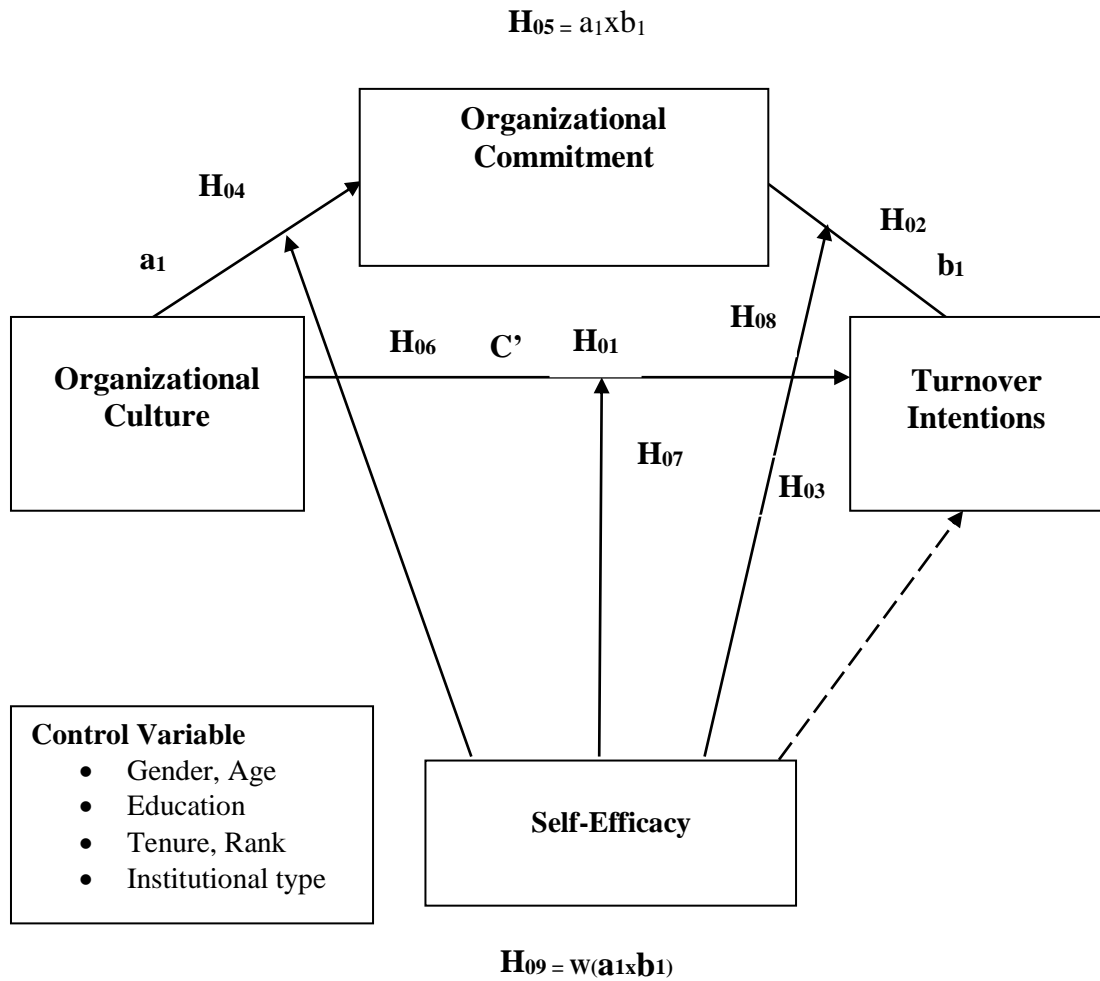 H05 = a1xb1
Organizational
Commitment
H04
H02
a1
b1
H06
C’
H01
H08
Organizational
Culture
Turnover
Intentions
H07
H03
Control Variable
• Gender, Age
• Education
• Tenure, Rank
• Institutional type
Self-Efficacy
H09 = W(a1xb1)